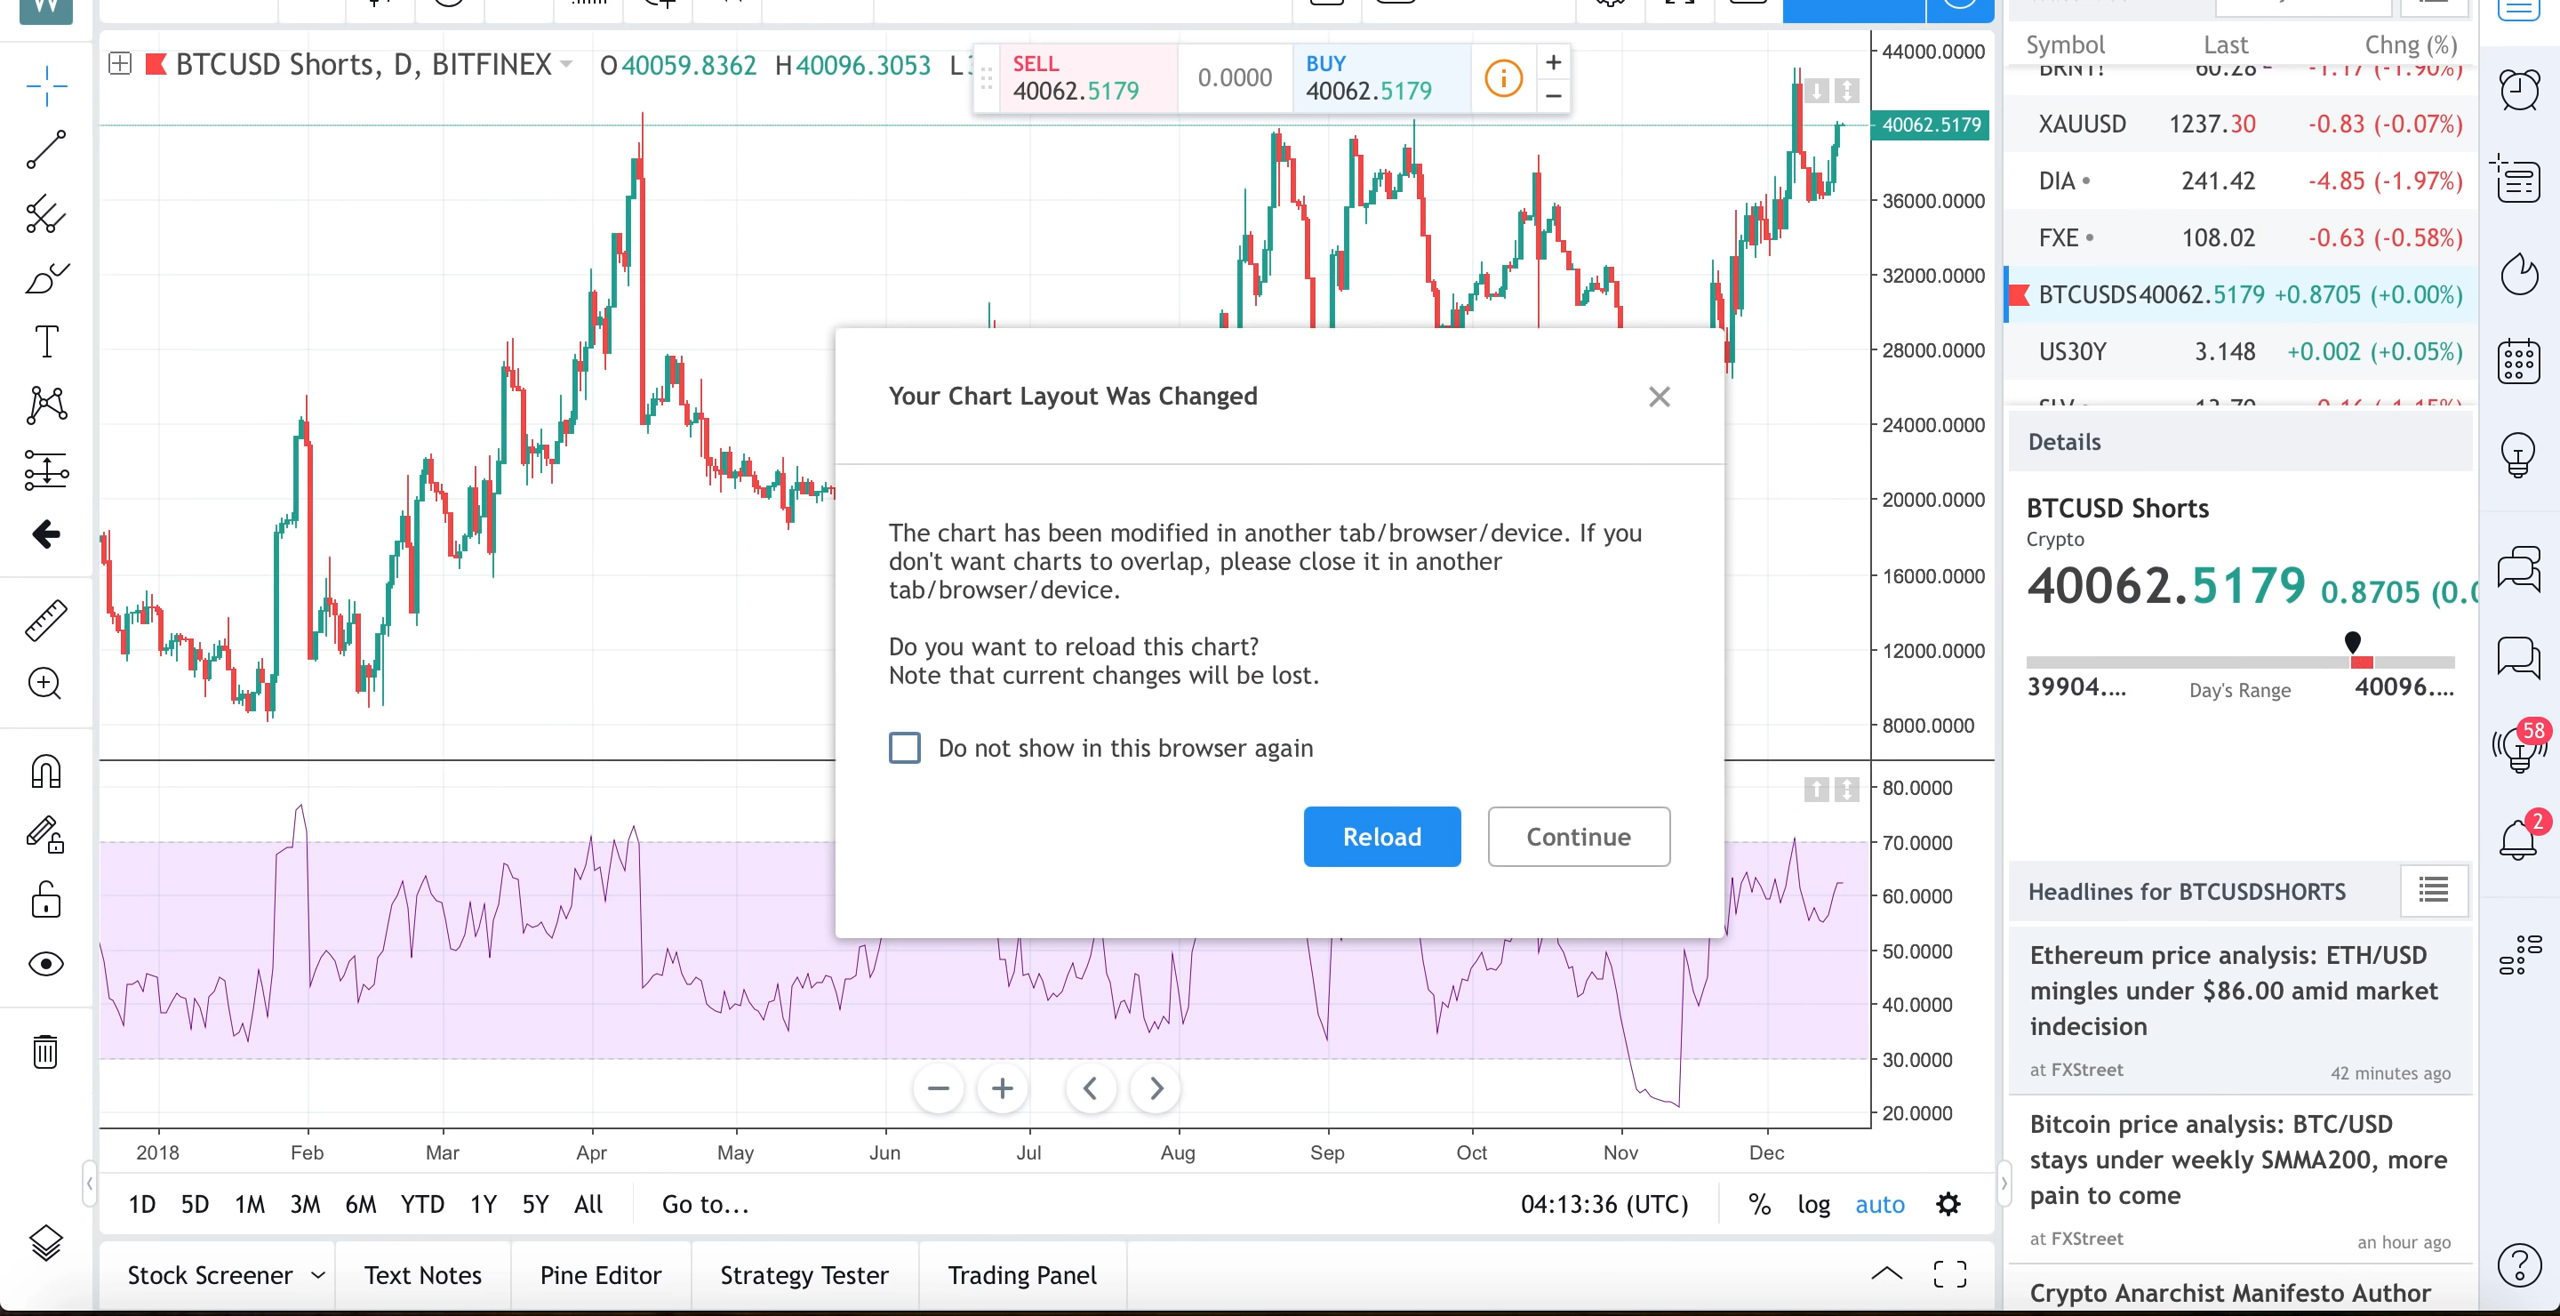 W
BTCUSD Shorts, D, BITFINEX
O40059.8362 H40096.3053
SELL
40062.5179
0.0000
BUY
40062.5179
44000.0000
40062.5179
36000.0000
32000.0000
28000.0000
24000.0000
20000.0000
16000.0000
12000.0000
8000.0000
80.0000
70.0000
60.0000
50.0000
40.0000
30.0000
20.0000
Your Chart Layout Was Changed
The chart has been modified in another tab/browser/device. If you
don't want charts to overlap, please close it in another
tab/browser/device.
Do you want to reload this chart?
Note that current changes will be lost.
Do not show in this browser again
Reload
Continue
2018 Feb Mar Apr May Jun Jul Aug Sep Oct Nov Dec
1D 5D 1M 3M 6M YTD 1Y 5Y All Go to...
04:13:36 (UTC) % log auto
Stock Screener Text Notes Pine Editor Strategy Tester Trading Panel
Symbol Last Chng (%)
BRNT! 60.28 -1.17 (-1.90%)
XAUUSD 1237.30 -0.83 (-0.07%)
DIA 241.42 -4.85 (-1.97%)
FXE 108.02 -0.63 (-0.58%)
BTCUSDS 40062.5179 +0.8705 (+0.00%)
US30Y 3.148 +0.002 (+0.05%)
Details
BTCUSD Shorts
Crypto
40062.5179 0.8705 (0.0
39904.... Day's Range 40096....
Headlines for BTCUSDSHORTS
Ethereum price analysis: ETH/USD
mingles under $86.00 amid market
indecision
at FXStreet 42 minutes ago
Bitcoin price analysis: BTC/USD
stays under weekly SMMA200, more
pain to come
at FXStreet an hour ago
Crypto Anarchist Manifesto Author
58
2